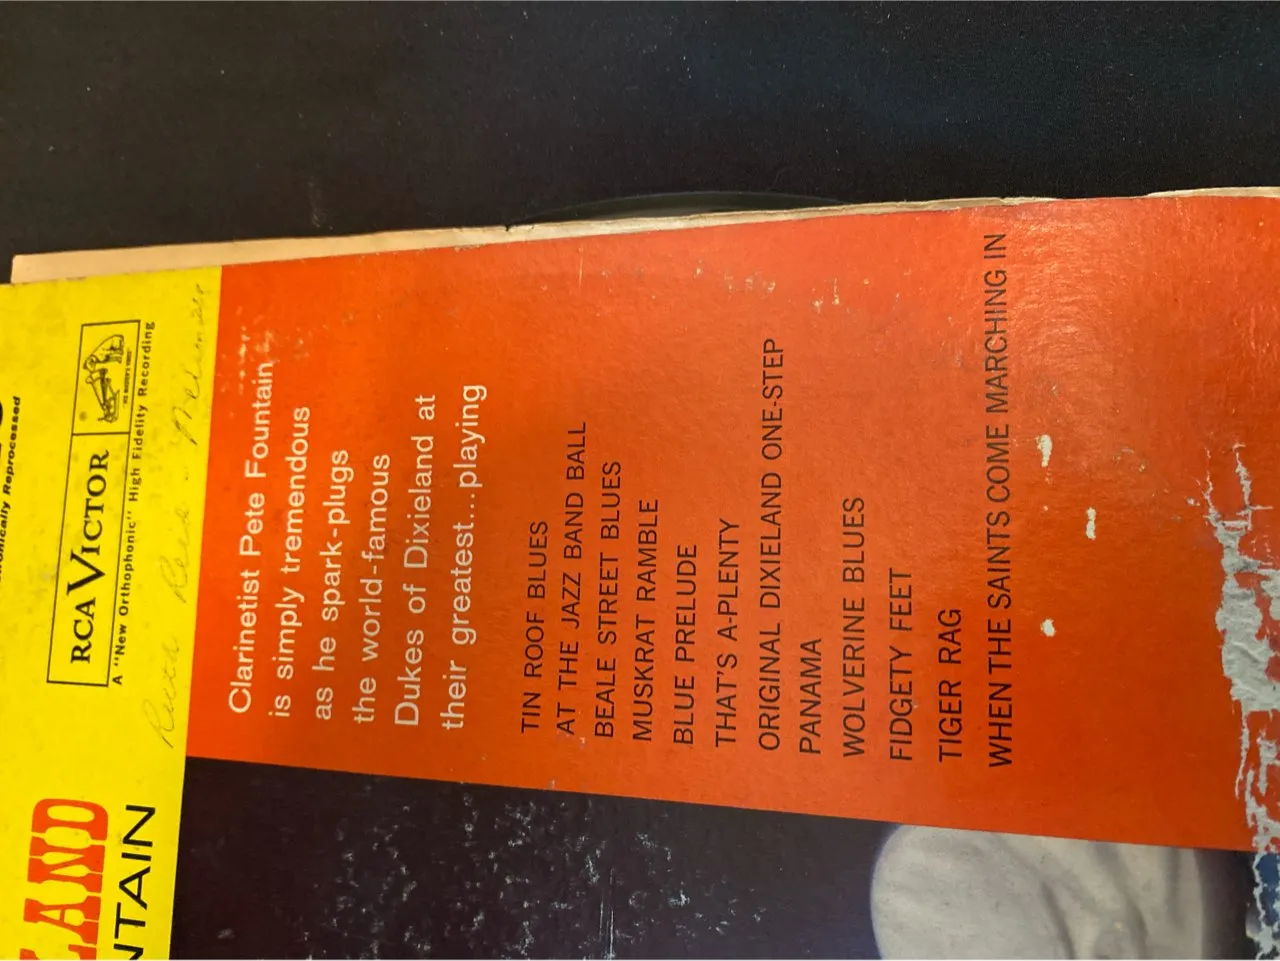 onically Reprocessed
RCA VICTOR
®
A "New Orthophonic" High Fidelity Recording
LAND
NTAIN
Clarinetist Pete Fountain
is simply tremendous
as he spark-plugs
the world-famous
Dukes of Dixieland at
their greatest...playing
TIN ROOF BLUES
AT THE JAZZ BAND BALL
BEALE STREET BLUES
MUSKRAT RAMBLE
BLUE PRELUDE
THAT'S A-PLENTY
ORIGINAL DIXIELAND ONE-STEP
PANAMA
WOLVERINE BLUES
FIDGETY FEET
TIGER RAG
WHEN THE SAINTS COME MARCHING IN